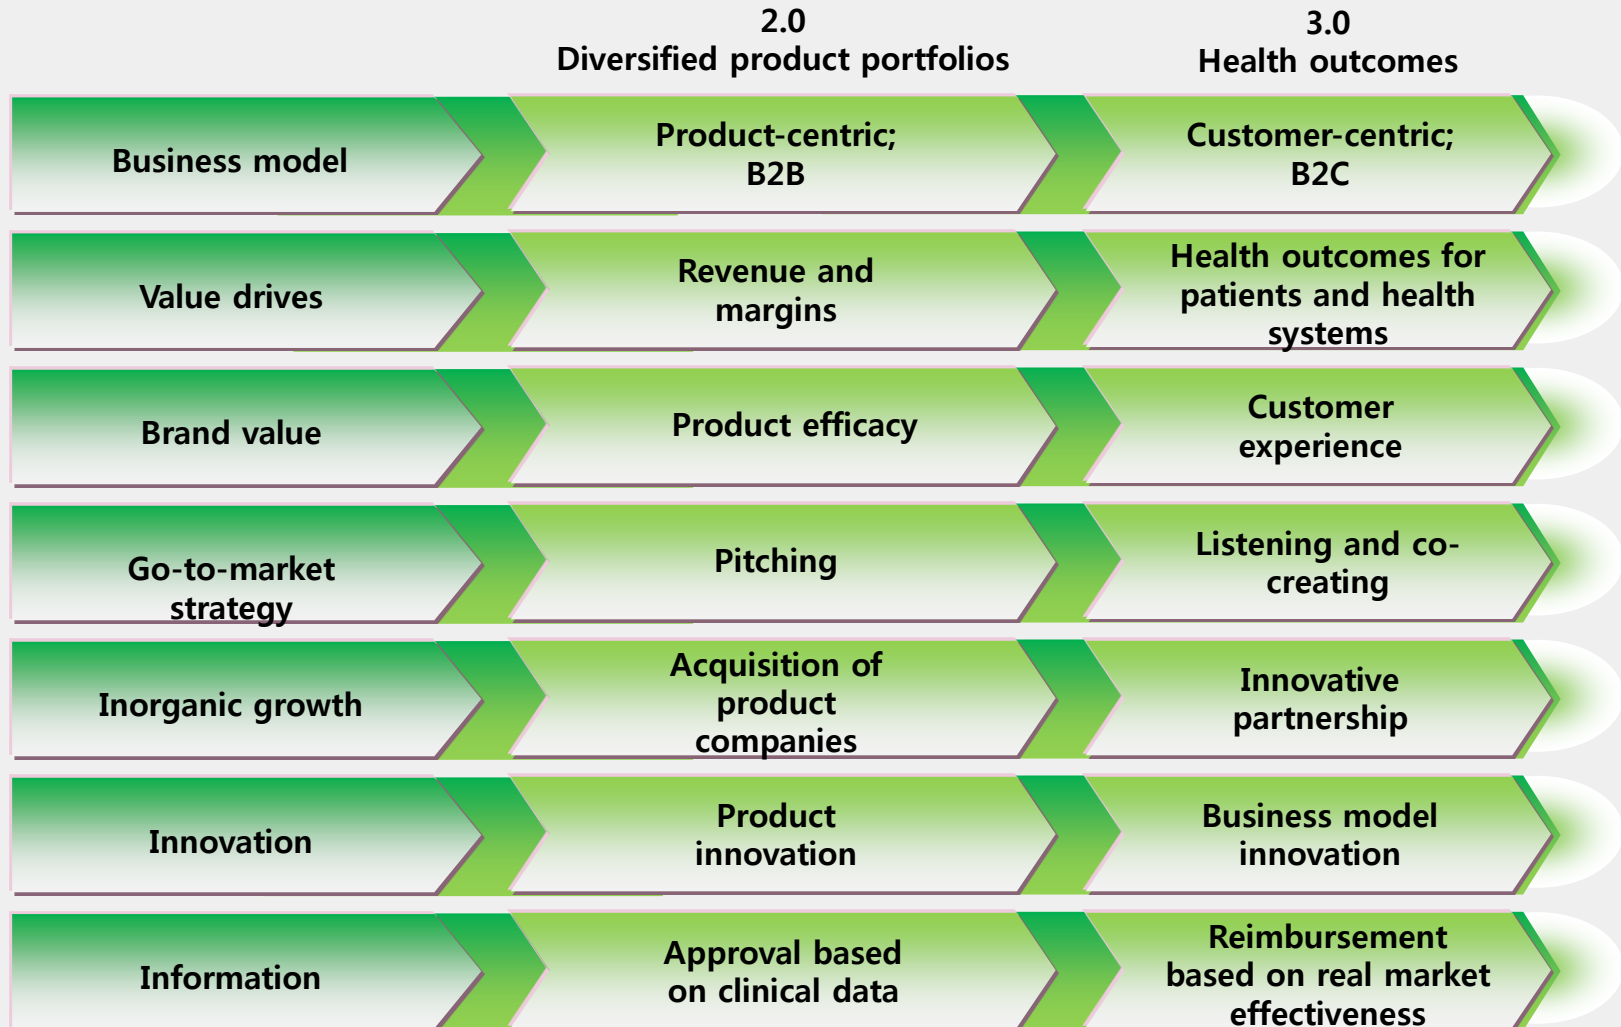 2.0
Diversified product portfolios
3.0
Health outcomes
Business model
Product-centric;
B2B
Customer-centric;
B2C
Value drives
Revenue and
margins
Health outcomes for
patients and health
systems
Brand value
Product efficacy
Customer
experience
Go-to-market
strategy
Pitching
Listening and co-
creating
Inorganic growth
Acquisition of
product
companies
Innovative
partnership
Innovation
Product
innovation
Business model
innovation
Information
Approval based
on clinical data
Reimbursement
based on real market
effectiveness